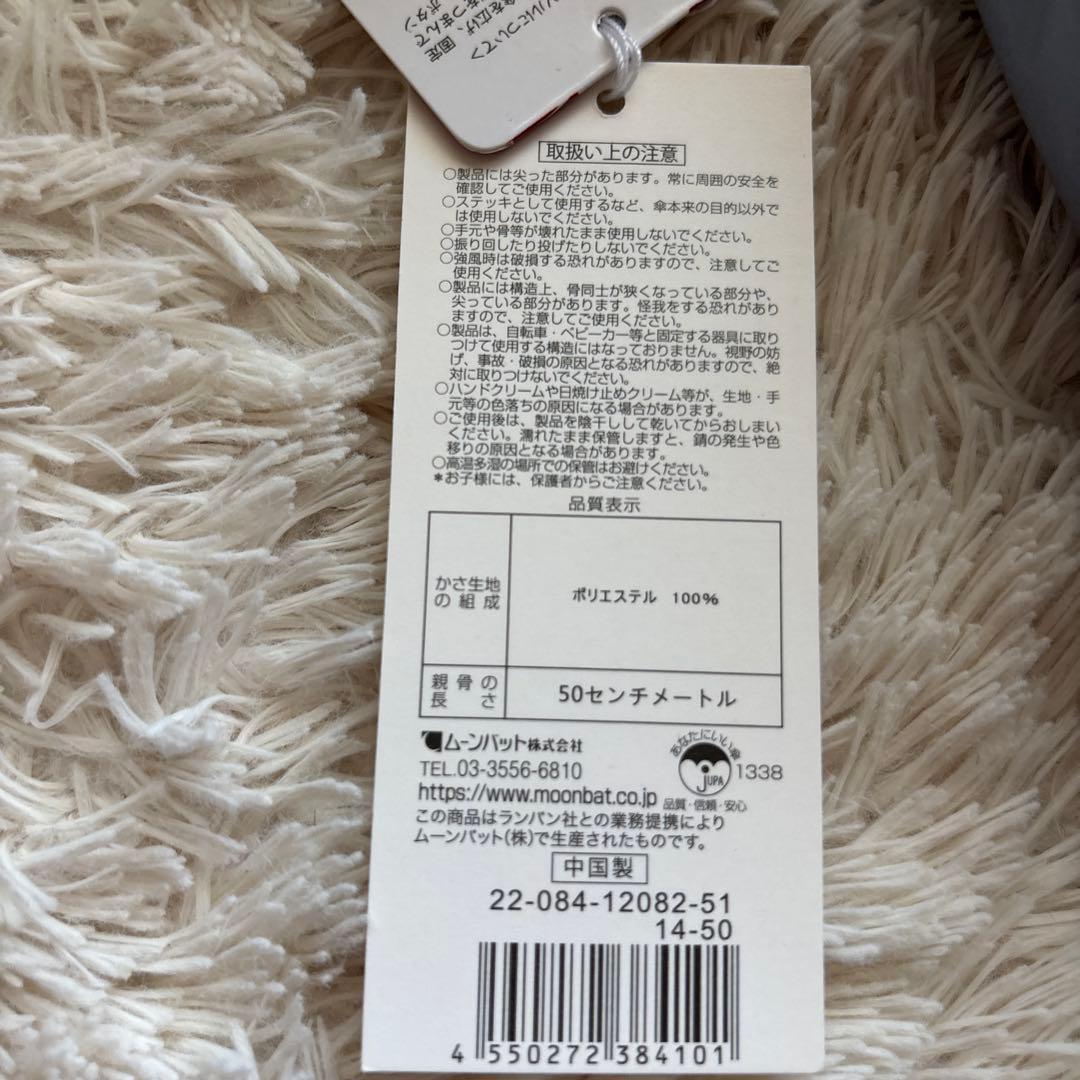 取扱い上の注意
○製品には尖った部分があります。常に周囲の安全を
確認してご使用ください。
○ステッキとして使用するなど、傘本来の目的以外で
は使用しないでください。
○手元や骨等が壊れたまま使用しないでください。
○振り回したり投げたりしないでください。
○強風時は破損する恐れがありますので、注意してご
使用ください。
○製品には構造上、骨同士が狭くなっている部分や、
尖っている部分があります。怪我をする恐れがあり
ますので、注意してご使用ください。
○製品は、自転車・ベビーカー等と固定する器具に取り
つけて使用する構造にはなっておりません。視野の妨
げ、事故・破損の原因となる恐れがありますので、絶
対に取りつけないでください。
○ハンドクリームや日焼け止めクリーム等が、生地・手
元等の色落ちの原因になる場合があります。
○ご使用後は、製品を陰干しして乾いてからおしまい
ください。濡れたまま保管しますと、錆の発生や色
移りの原因となる場合があります。
○高温多湿の場所での保管はお避けください。
＊お子様には、保護者からご注意ください。
品質表示
かさ生地
の組成
ポリエステル 100%
親骨の
長さ
50センチメートル
ムーンバット株式会社
TEL.03-3556-6810
https://www.moonbat.co.jp
あなたにいい傘
JUPA
1338
品質・信頼・安心
この商品はランバン社との業務提携により
ムーンバット(株)で生産されたものです。
中国製
22-084-12082-51
14-50
4 550272 384101
ボタン
をつまんで
傘を広げ、固定
ついて＞